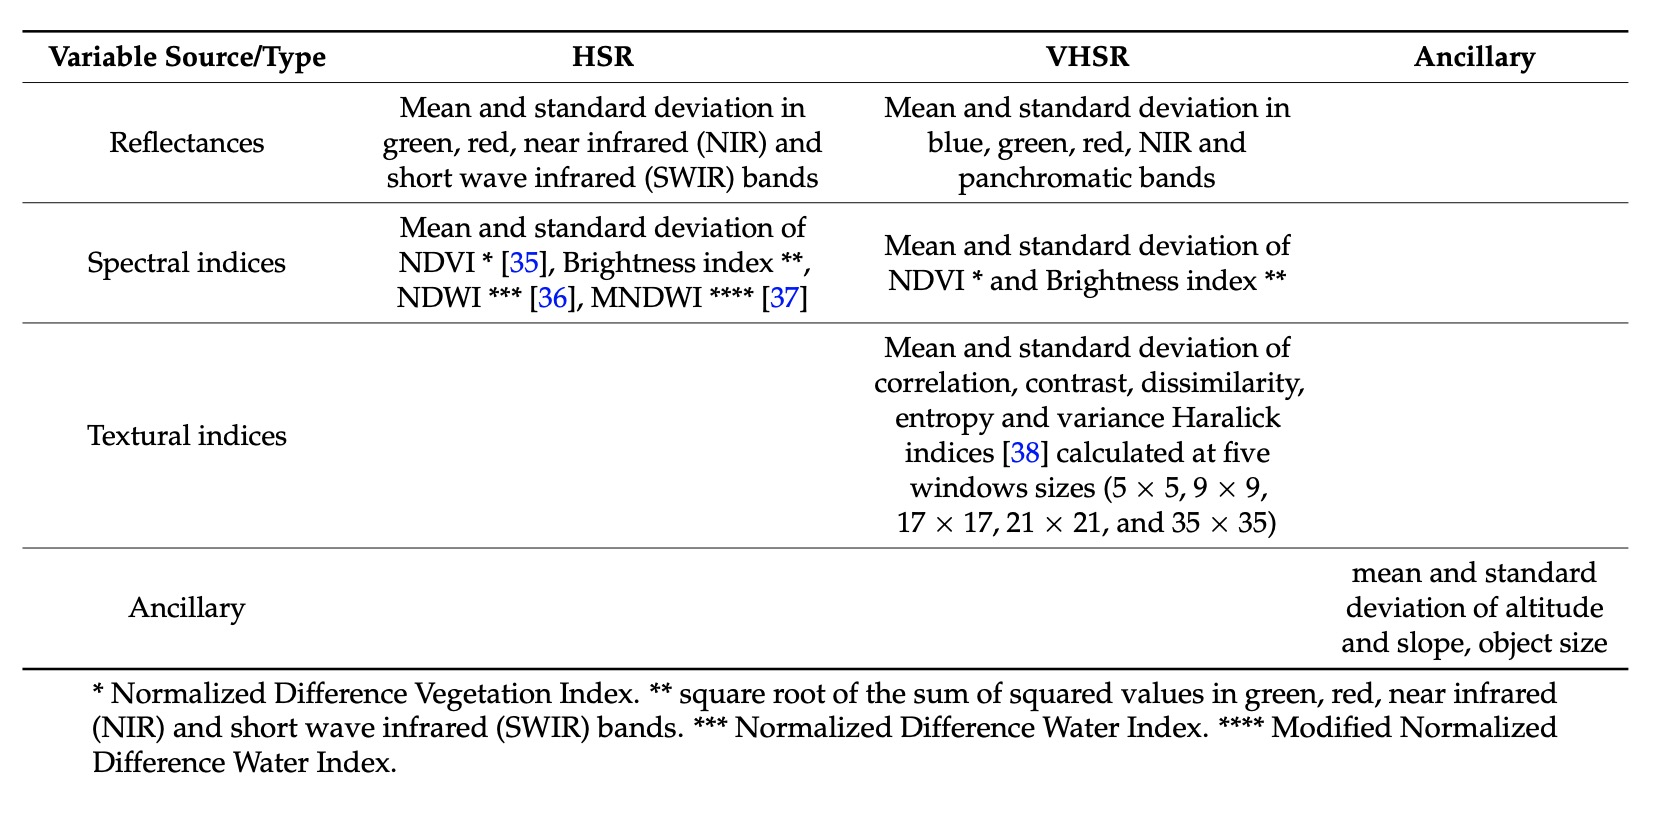 Variable Source/Type HSR VHSR Ancillary
Reflectances
Mean and standard deviation in
green, red, near infrared (NIR) and
short wave infrared (SWIR) bands
Mean and standard deviation in
blue, green, red, NIR and
panchromatic bands
Spectral indices
Mean and standard deviation of
NDVI * [35], Brightness index **,
NDWI *** [36], MNDWI **** [37]
Mean and standard deviation of
NDVI * and Brightness index **
Textural indices
Mean and standard deviation of
correlation, contrast, dissimilarity,
entropy and variance Haralick
indices [38] calculated at five
windows sizes (5 × 5, 9 × 9,
17 × 17, 21 × 21, and 35 × 35)
Ancillary
mean and standard
deviation of altitude
and slope, object size
* Normalized Difference Vegetation Index. ** square root of the sum of squared values in green, red, near infrared
(NIR) and short wave infrared (SWIR) bands. *** Normalized Difference Water Index. **** Modified Normalized
Difference Water Index.